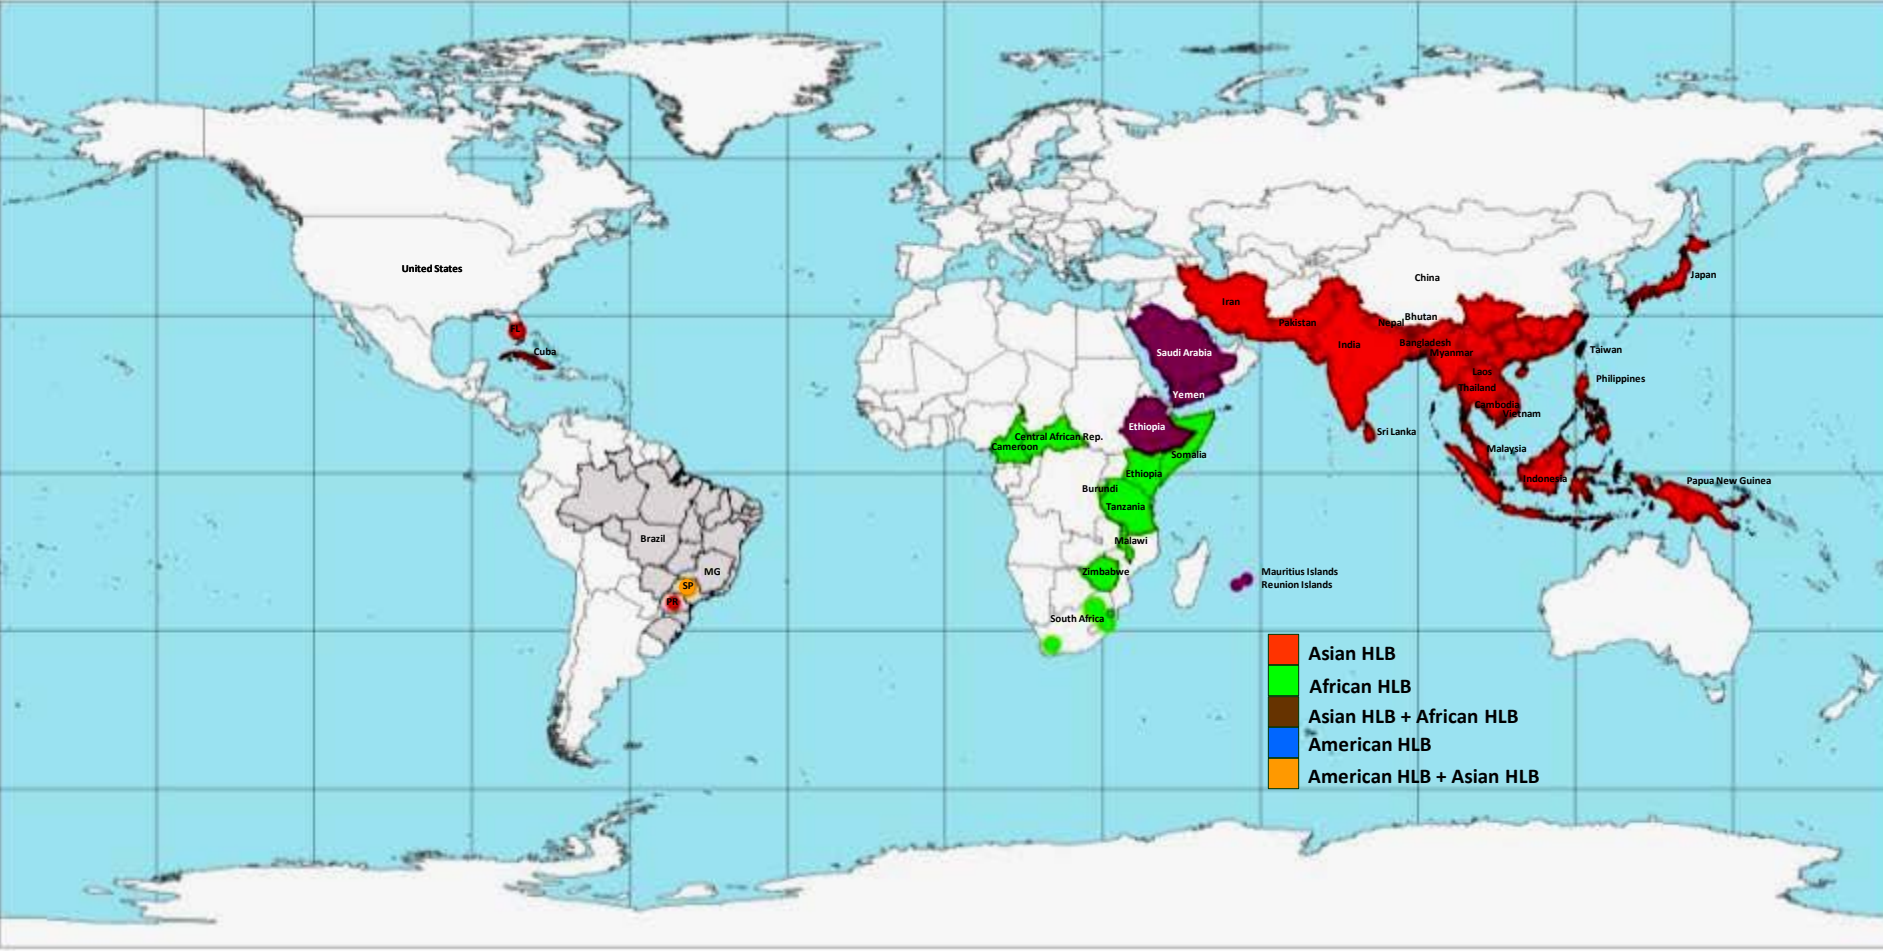 United States
FL
Cuba
Brazil
MG
SP
PR
Iran
Pakistan
India
Nepal
Bhutan
China
Bangladesh
Myanmar
Laos
Thailand
Cambodia
Vietnam
Sri Lanka
Malaysia
Indonesia
Japan
Taiwan
Philippines
Papua New Guinea
Saudi Arabia
Yemen
Ethiopia
Somalia
Central African Rep.
Cameroon
Ethiopia
Burundi
Tanzania
Malawi
Zimbabwe
South Africa
Mauritius Islands
Reunion Islands
Asian HLB
African HLB
Asian HLB + African HLB
American HLB
American HLB + Asian HLB